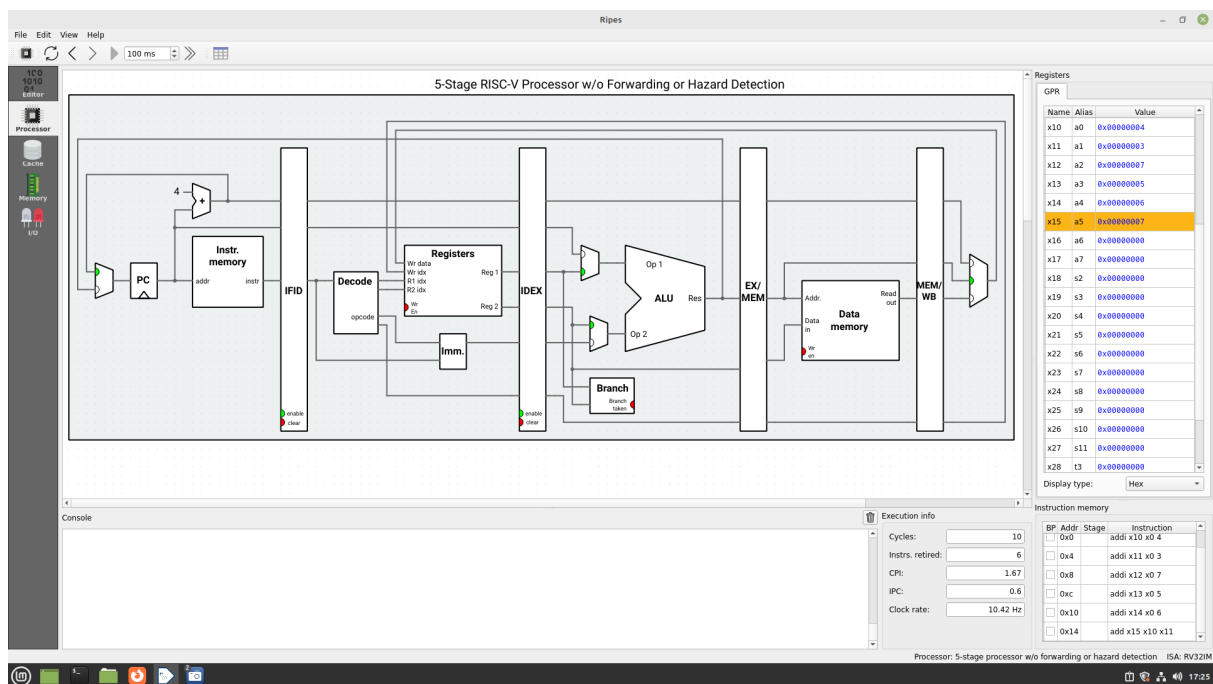 Ripes
File Edit View Help
100 ms
Editor
Processor
Cache
Memory
I/O
5-Stage RISC-V Processor w/o Forwarding or Hazard Detection
4
+
PC
Instr. memory
addr
instr
IFID
enable
clear
Decode
opcode
Registers
Wr data
Wr idx
R1 idx
R2 idx
Wr En
Reg 1
Reg 2
Imm.
IDEX
enable
clear
Op 1
ALU
Res
Op 2
Branch
Branch taken
EX/
MEM
Addr.
Data in
Data memory
Read out
Wr en
MEM/
WB
Registers
GPR
Name Alias Value
x10 a0 0x00000004
x11 a1 0x00000003
x12 a2 0x00000007
x13 a3 0x00000005
x14 a4 0x00000006
x15 a5 0x00000007
x16 a6 0x00000000
x17 a7 0x00000000
x18 s2 0x00000000
x19 s3 0x00000000
x20 s4 0x00000000
x21 s5 0x00000000
x22 s6 0x00000000
x23 s7 0x00000000
x24 s8 0x00000000
x25 s9 0x00000000
x26 s10 0x00000000
x27 s11 0x00000000
x28 t3 0x00000000
Display type: Hex
Console
Execution info
Cycles: 10
Instrs. retired: 6
CPI: 1.67
IPC: 0.6
Clock rate: 10.42 Hz
Instruction memory
BP Addr Stage Instruction
0x0 addi x10 x0 4
0x4 addi x11 x0 3
0x8 addi x12 x0 7
0xc addi x13 x0 5
0x10 addi x14 x0 6
0x14 add x15 x10 x11
Processor: 5-stage processor w/o forwarding or hazard detection ISA: RV32IM
2
17:25